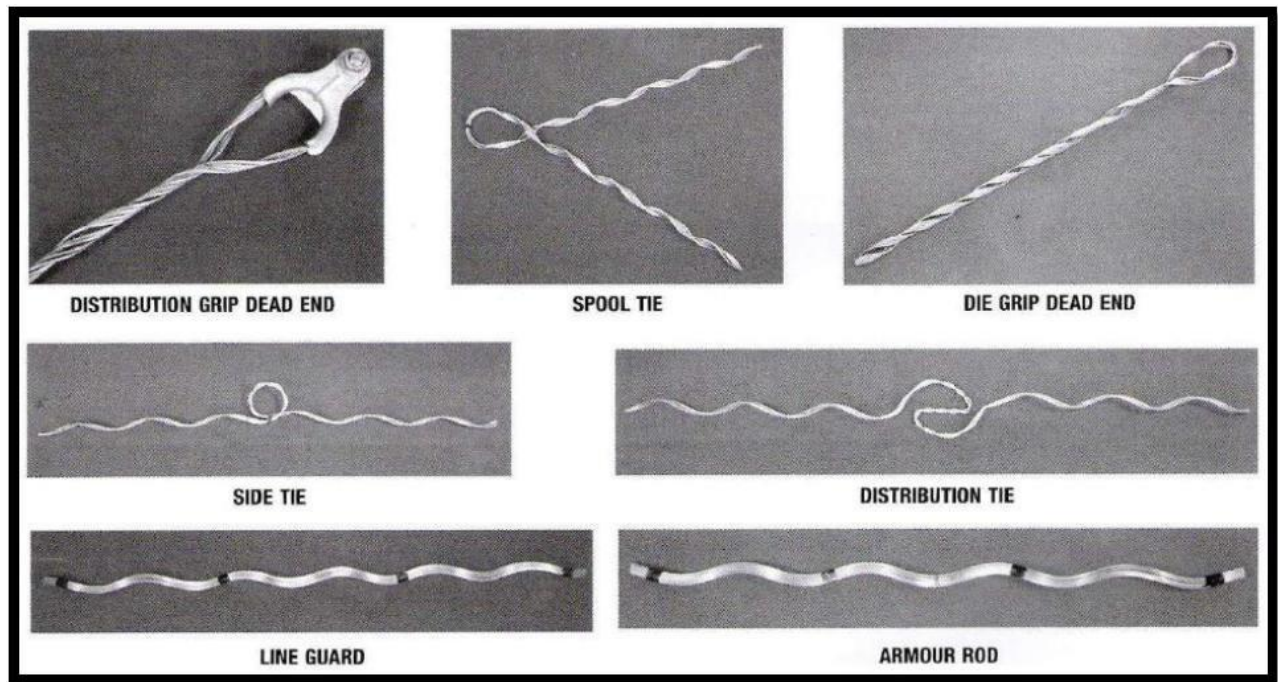 DISTRIBUTION GRIP DEAD END
SPOOL TIE
DIE GRIP DEAD END
SIDE TIE
DISTRIBUTION TIE
LINE GUARD
ARMOUR ROD